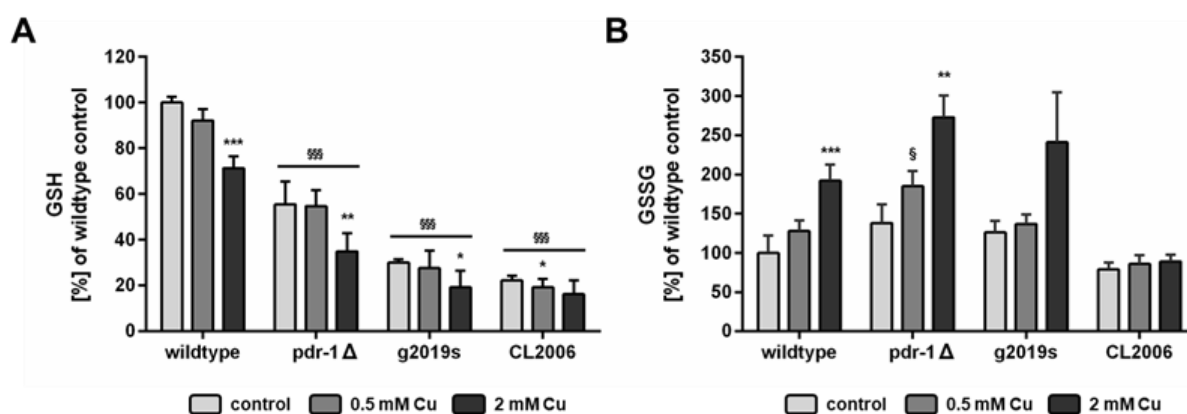 A
GSH
[%] of wildtype control
120
100
80
60
40
20
0
***
§§§
**
§§§
*
§§§
*
wildtype
pdr-1 Δ
g2019s
CL2006
control
0.5 mM Cu
2 mM Cu
B
GSSG
[%] of wildtype control
350
300
250
200
150
100
50
0
***
§
**
wildtype
pdr-1 Δ
g2019s
CL2006
control
0.5 mM Cu
2 mM Cu